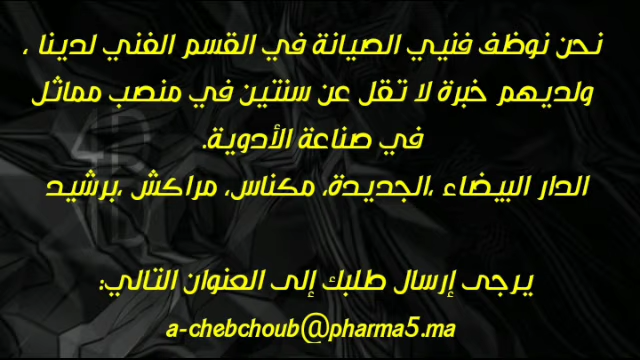 نحن نوظف فنيي الصيانة في القسم الفني لدينا ،
ولديهم خبرة لا تقل عن سنتين في منصب مماثل
في صناعة الأدوية.
الدار البيضاء ،الجديدة، مكناس، مراكش ،برشيد
يرجى إرسال طلبك إلى العنوان التالي:
a-chebchoub@pharma5.ma